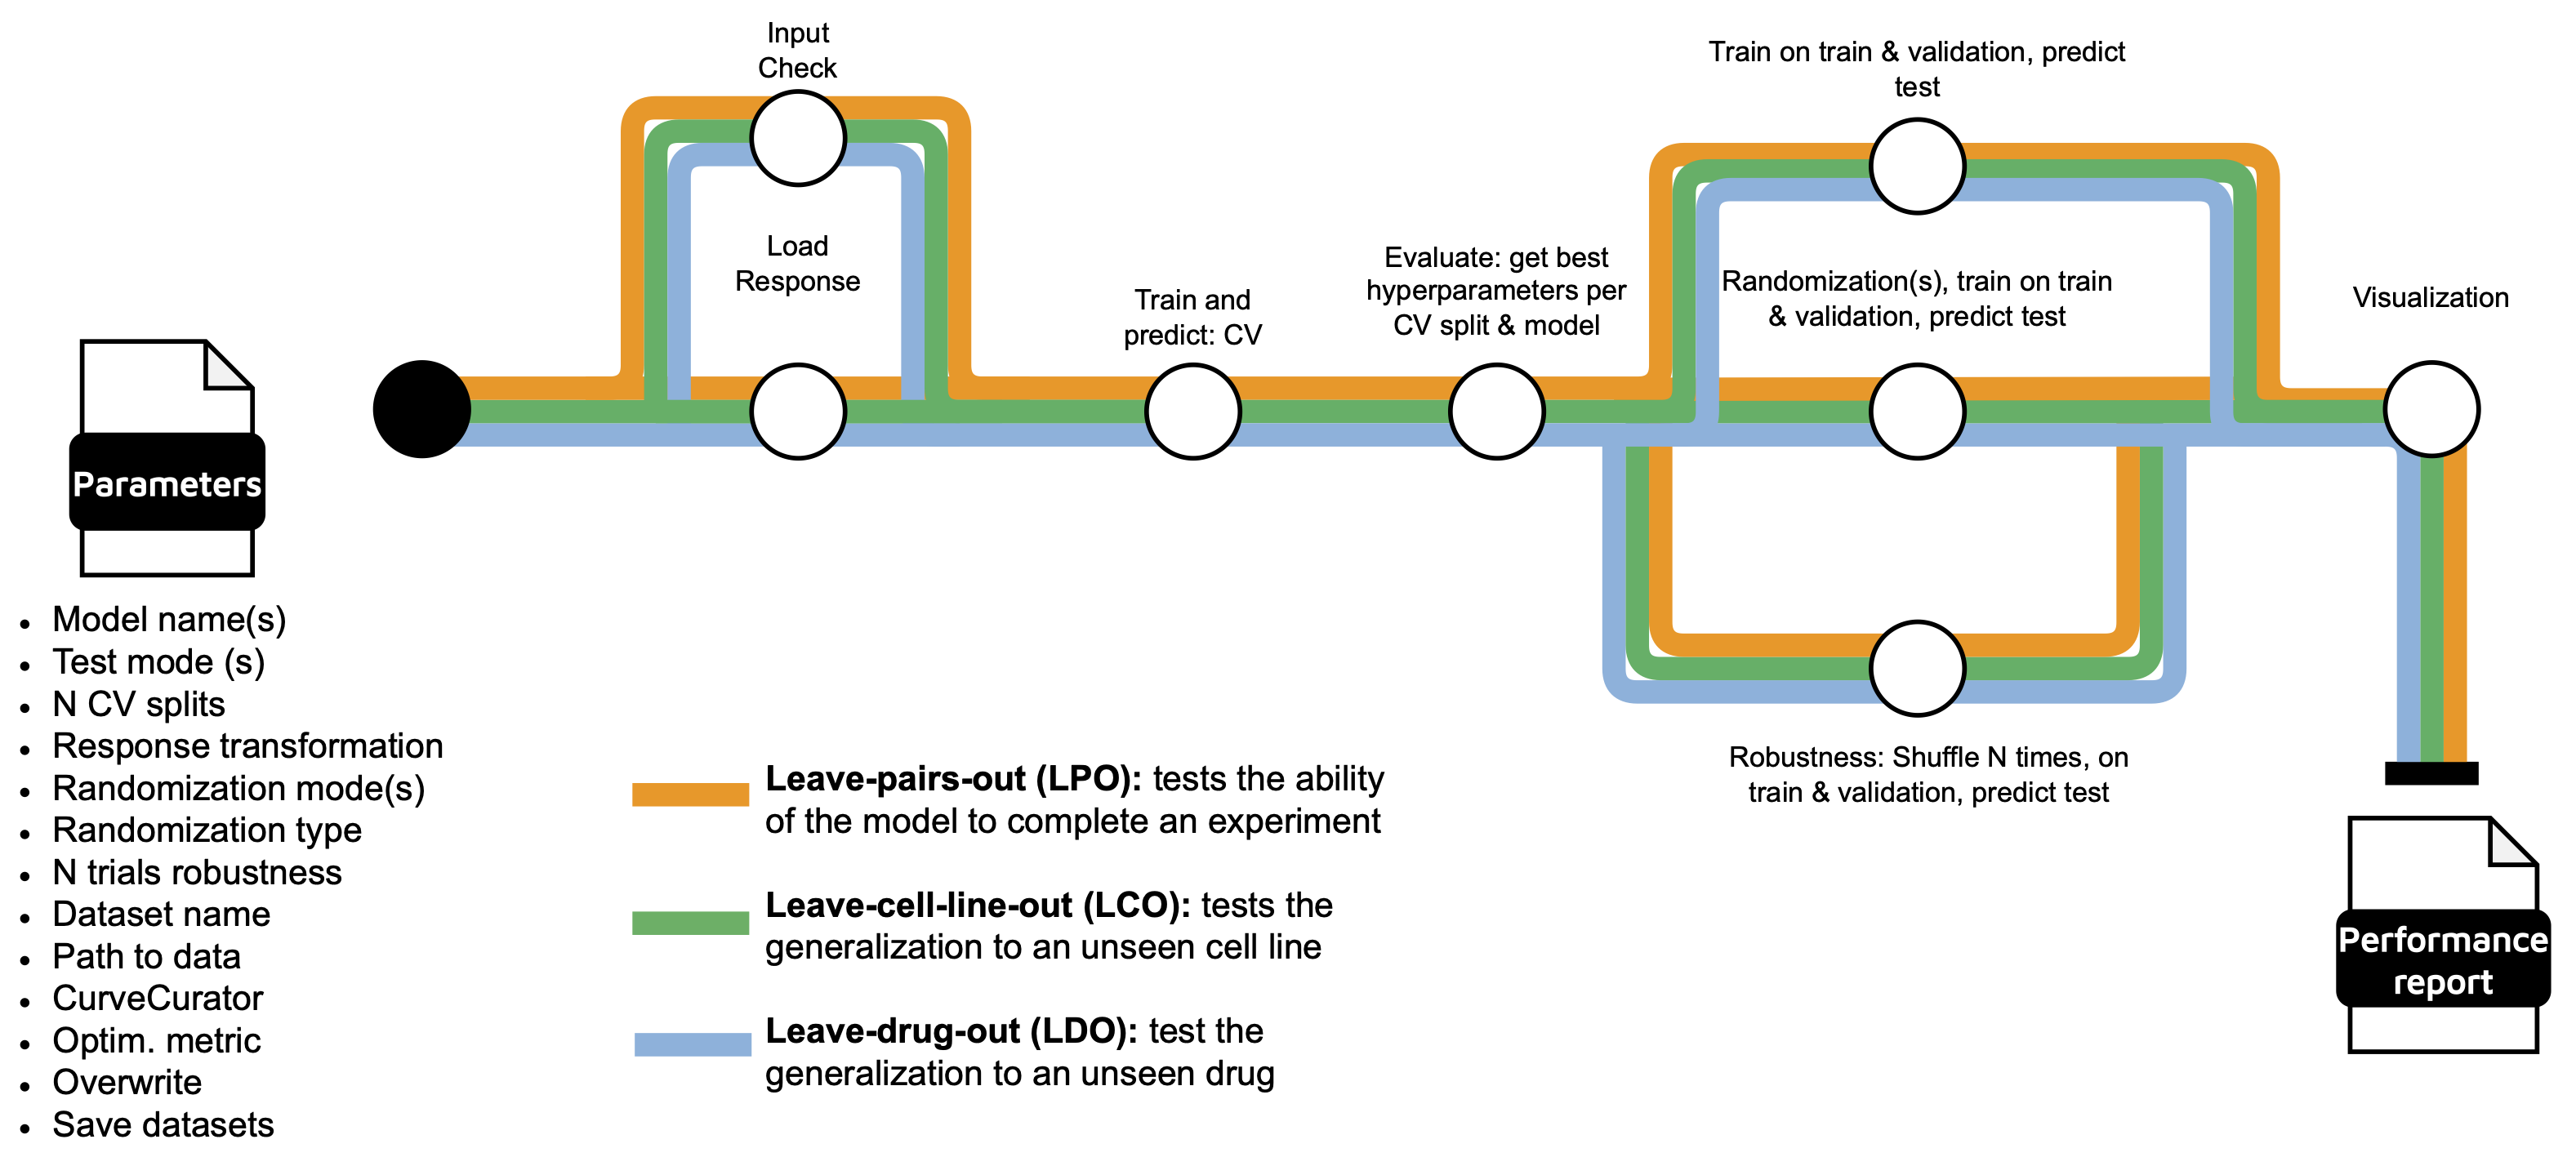 Input
Check
Load
Response
Train and
predict: CV
Evaluate: get best
hyperparameters per
CV split & model
Train on train & validation, predict
test
Randomization(s), train on train
& validation, predict test
Robustness: Shuffle N times, on
train & validation, predict test
Visualization
Parameters
• Model name(s)
• Test mode (s)
• N CV splits
• Response transformation
• Randomization mode(s)
• Randomization type
• N trials robustness
• Dataset name
• Path to data
• CurveCurator
• Optim. metric
• Overwrite
• Save datasets
Leave-pairs-out (LPO): tests the ability
of the model to complete an experiment
Leave-cell-line-out (LCO): tests the
generalization to an unseen cell line
Leave-drug-out (LDO): test the
generalization to an unseen drug
Performance
report